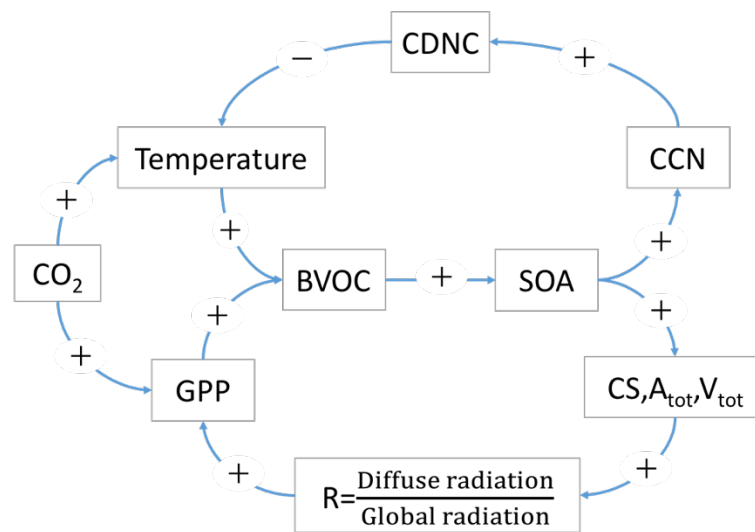 CDNC
−
+
Temperature
CCN
+
+
+
CO₂
BVOC
+
SOA
+
+
+
GPP
CS,Aₜₒₜ,Vₜₒₜ
+
+
R=Diffuse radiation
Global radiation